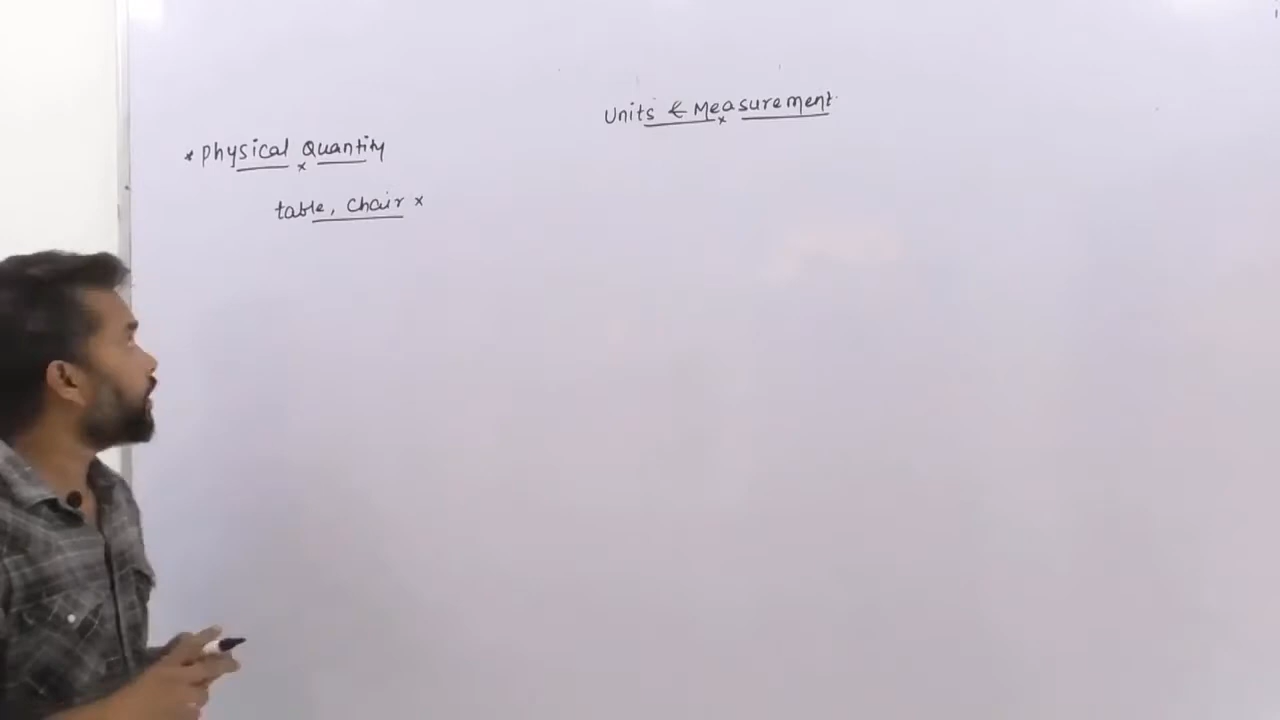 Units & Measurement
* Physical Quantity
table, chair ×